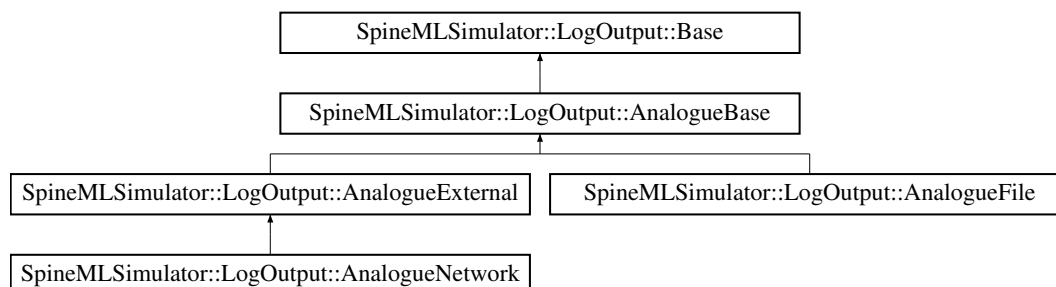 SpineMLSimulator::LogOutput::Base
SpineMLSimulator::LogOutput::AnalogueBase
SpineMLSimulator::LogOutput::AnalogueExternal
SpineMLSimulator::LogOutput::AnalogueFile
SpineMLSimulator::LogOutput::AnalogueNetwork